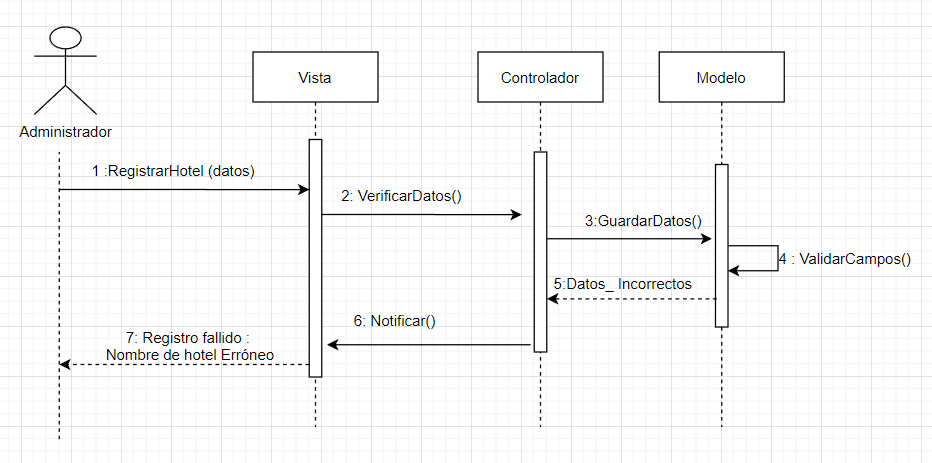 Vista
Controlador
Modelo
Administrador
1 :RegistrarHotel (datos)
2: VerificarDatos()
3:GuardarDatos()
4 : ValidarCampos()
5:Datos_ Incorrectos
6: Notificar()
7: Registro fallido :
Nombre de hotel Erróneo